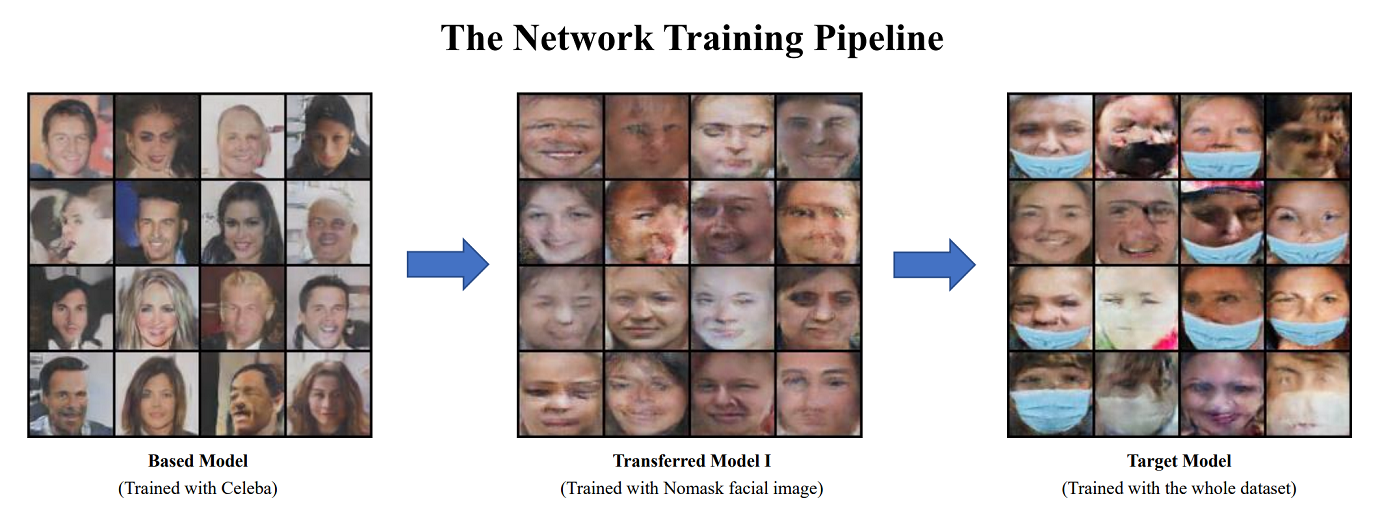 The Network Training Pipeline
Based Model
(Trained with Celeba)
Transferred Model I
(Trained with Nomask facial image)
Target Model
(Trained with the whole dataset)